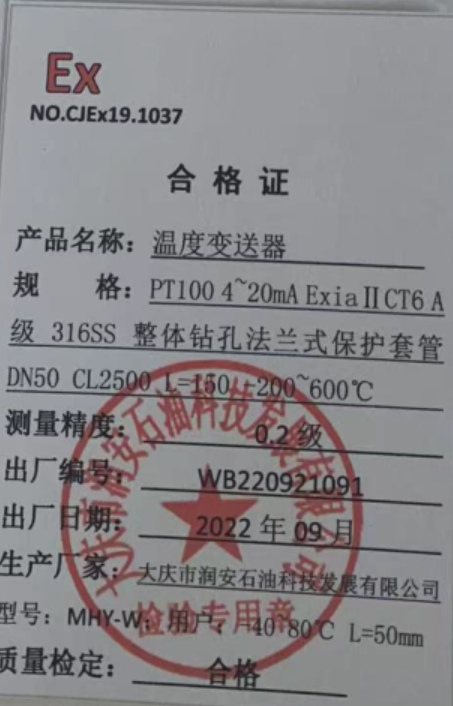 Ex
NO.CJEx19.1037
合格证
产品名称：温度变送器
规 格：PT100 4~20mA ExiaⅡCT6 A
级 316SS 整体钻孔法兰式保护套管
DN50 CL2500 L=150 -200~600℃
测量精度：0.2 级
出厂编号：WB220921091
出厂日期：2022 年 09 月
生产厂家：大庆市润安石油科技发展有限公司
型号：MHY-W，用户： 40~80℃ L=50mm
质量检定：合格
大庆市润安石油科技发展有限公司
检验专用章